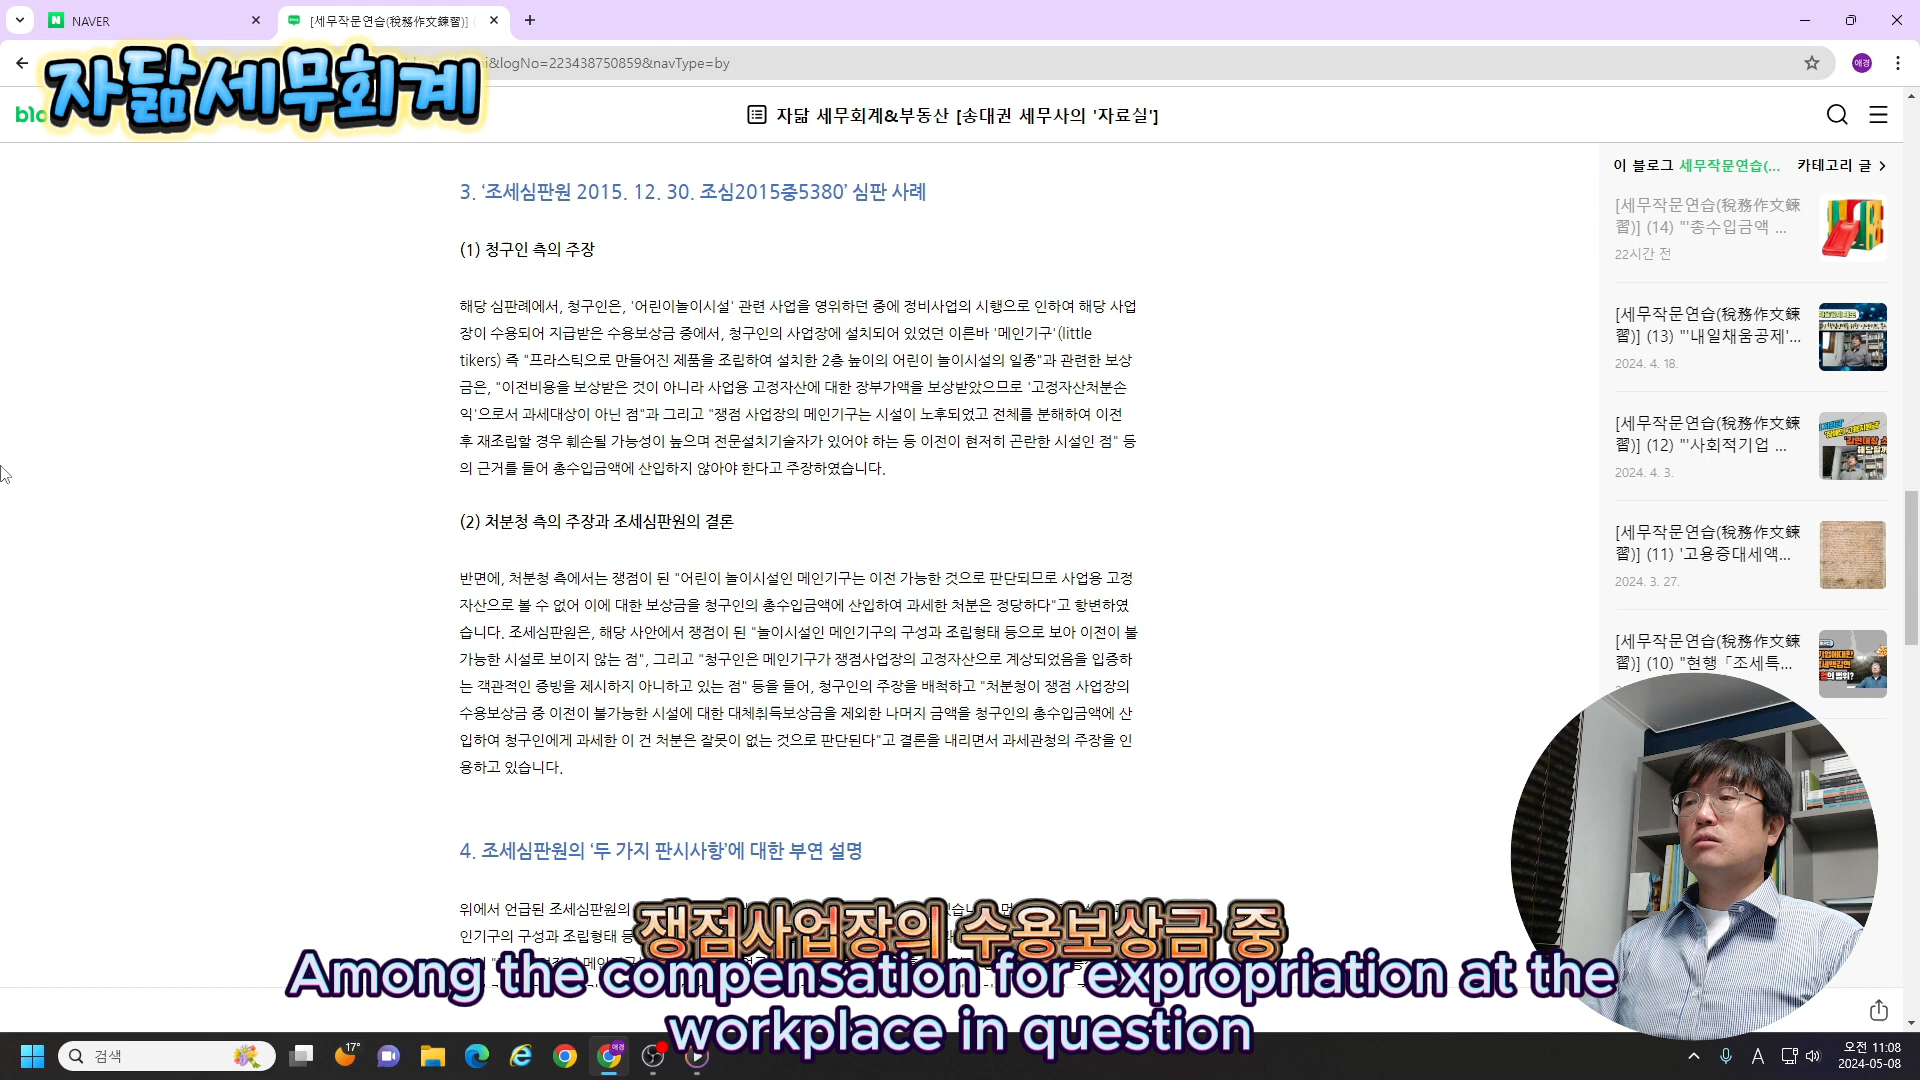 NAVER
[세무작문연습(稅務作文鍊習)]
자닮세무회계
i&logNo=223438750859&navType=by
애경
blo
자닮 세무회계&부동산 [송대권 세무사의 '자료실']
이 블로그 세무작문연습(... 카테고리 글
3. ‘조세심판원 2015. 12. 30. 조심2015중5380’ 심판 사례
(1) 청구인 측의 주장
해당 심판례에서, 청구인은, '어린이놀이시설' 관련 사업을 영위하던 중에 정비사업의 시행으로 인하여 해당 사업
장이 수용되어 지급받은 수용보상금 중에서, 청구인의 사업장에 설치되어 있었던 이른바 '메인기구'(little
tikers) 즉 "프라스틱으로 만들어진 제품을 조립하여 설치한 2층 높이의 어린이 놀이시설의 일종"과 관련한 보상
금은, "이전비용을 보상받은 것이 아니라 사업용 고정자산에 대한 장부가액을 보상받았으므로 '고정자산처분손
익'으로서 과세대상이 아닌 점"과 그리고 "쟁점 사업장의 메인기구는 시설이 노후되었고 전체를 분해하여 이전
후 재조립할 경우 훼손될 가능성이 높으며 전문설치기술자가 있어야 하는 등 이전이 현저히 곤란한 시설인 점" 등
의 근거를 들어 총수입금액에 산입하지 않아야 한다고 주장하였습니다.
(2) 처분청 측의 주장과 조세심판원의 결론
반면에, 처분청 측에서는 쟁점이 된 "어린이 놀이시설인 메인기구는 이전 가능한 것으로 판단되므로 사업용 고정
자산으로 볼 수 없어 이에 대한 보상금을 청구인의 총수입금액에 산입하여 과세한 처분은 정당하다"고 항변하였
습니다. 조세심판원은, 해당 사안에서 쟁점이 된 "놀이시설인 메인기구의 구성과 조립형태 등으로 보아 이전이 불
가능한 시설로 보이지 않는 점", 그리고 "청구인은 메인기구가 쟁점사업장의 고정자산으로 계상되었음을 입증하
는 객관적인 증빙을 제시하지 아니하고 있는 점" 등을 들어, 청구인의 주장을 배척하고 "처분청이 쟁점 사업장의
수용보상금 중 이전이 불가능한 시설에 대한 대체취득보상금을 제외한 나머지 금액을 청구인의 총수입금액에 산
입하여 청구인에게 과세한 이 건 처분은 잘못이 없는 것으로 판단된다"고 결론을 내리면서 과세관청의 주장을 인
용하고 있습니다.
4. 조세심판원의 ‘두 가지 판시사항’에 대한 부연 설명
위에서 언급된 조세심판원의
인기구의 구성과 조립형태 등
[세무작문연습(稅務作文鍊
習)] (14) "'총수입금액 ...
22시간 전
[세무작문연습(稅務作文鍊
習)] (13) "'내일채움공제'...
2024. 4. 18.
[세무작문연습(稅務作文鍊
習)] (12) "'사회적기업 ...
2024. 4. 3.
[세무작문연습(稅務作文鍊
習)] (11) '고용증대세액...
2024. 3. 27.
[세무작문연습(稅務作文鍊
習)] (10) "현행「조세특...
쟁점사업장의 수용보상금 중
Among the compensation for expropriation at the
workplace in question
검색
17°
애경
A
오전 11:08
2024-05-08